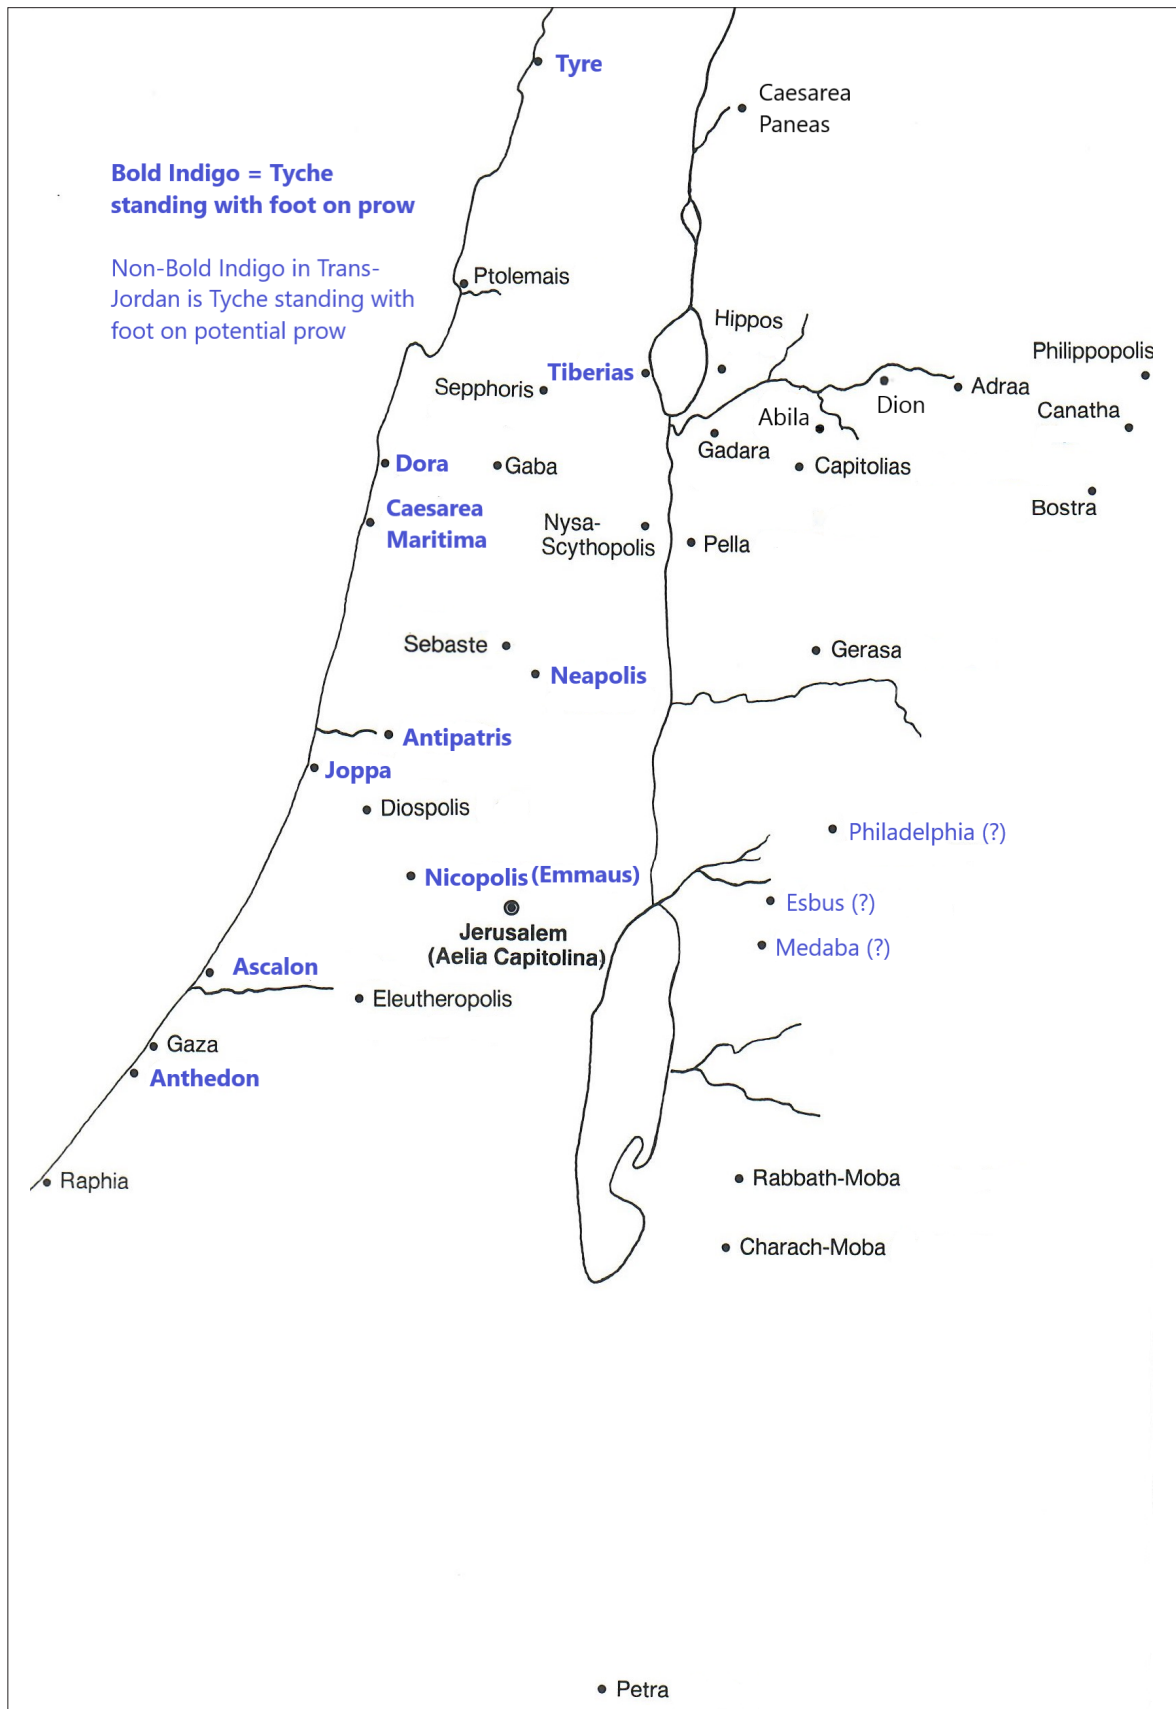 Tyre
Caesarea
Paneas
Bold Indigo = Tyche
standing with foot on prow
Non-Bold Indigo in Trans-
Jordan is Tyche standing with
foot on potential prow
Ptolemais
Hippos
Philippopolis
Tiberias
Sepphoris
Adraa
Dion
Canatha
Abila
Gadara
Dora
Gaba
Capitolias
Caesarea
Maritima
Bostra
Nysa-
Scythopolis
Pella
Sebaste
Gerasa
Neapolis
Antipatris
Joppa
Diospolis
Philadelphia (?)
Nicopolis (Emmaus)
Esbus (?)
Jerusalem
(Aelia Capitolina)
Medaba (?)
Ascalon
Eleutheropolis
Gaza
Anthedon
Raphia
Rabbath-Moba
Charach-Moba
Petra